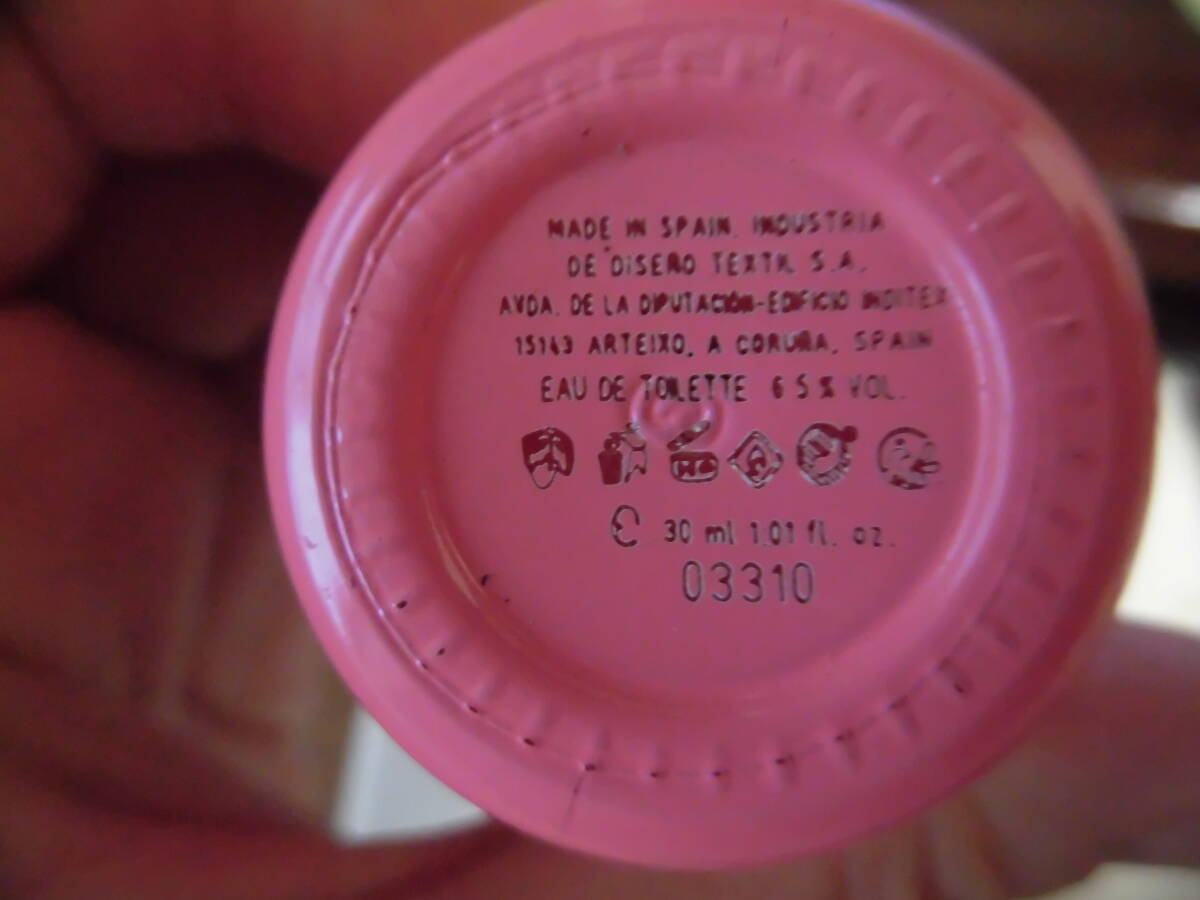 MADE IN SPAIN. INDUSTRIA
DE DISEÑO TEXTIL S.A.
AVDA. DE LA DIPUTACIÓN-EDIFICIO INDITEX
15143 ARTEIXO, A CORUÑA, SPAIN
EAU DE TOILETTE 65% VOL.
℮ 30 ml 1.01 fl. oz.
03310